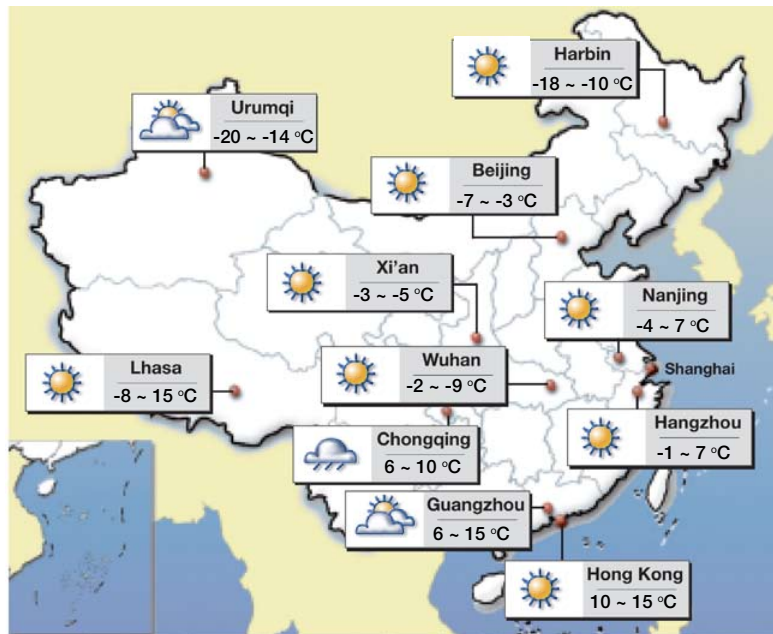 Harbin
-18 ~ -10 °C
Urumqi
-20 ~ -14 °C
Beijing
-7 ~ -3 °C
Xi'an
-3 ~ -5 °C
Nanjing
-4 ~ 7 °C
Lhasa
-8 ~ 15 °C
Wuhan
-2 ~ -9 °C
Shanghai
Hangzhou
-1 ~ 7 °C
Chongqing
6 ~ 10 °C
Guangzhou
6 ~ 15 °C
Hong Kong
10 ~ 15 °C